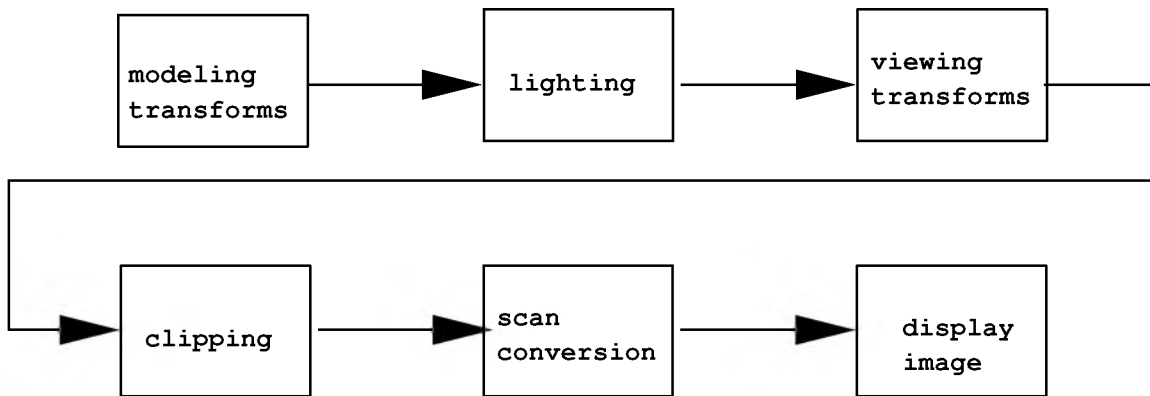 modeling
transforms
lighting
viewing
transforms
clipping
scan
conversion
display
image